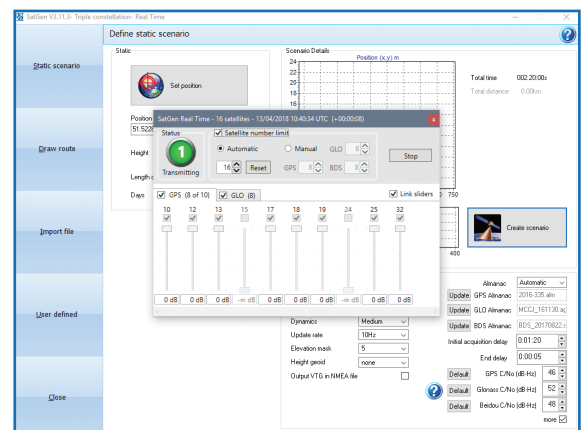 SatGen V3.11.3- Triple constellation- Real Time
Define static scenario
Static scenario
Draw route
Import file
User defined
Close
Static
Set position
Position
51.522
Height
Length o
Days
Scenario Details
Position (x,y) m
24
22
20
18
16
750
400
Total time 002:20:00s
Total distance 0.00km
Create scenario
SatGen Real Time - 16 satellites - 13/04/2018 10:40:34 UTC (+00:00:08)
Status
1
Transmitting
Satellite number limit
Automatic Manual GLO 8
16 Reset GPS 8 BDS 8
Stop
GPS (8 of 10) GLO (8) Link sliders
10 12 13 15 17 18 19 24 25 32
0 dB 0 dB 0 dB -∞ dB 0 dB 0 dB 0 dB -∞ dB 0 dB 0 dB
Dynamics Medium
Update rate 10Hz
Elevation mask 5
Height geoid none
Output VTG in NMEA file
Almanac Automatic
Update GPS Almanac 2016-335.alm
Update GLO Almanac MCCJ_161130.ag
Update BDS Almanac BDS_20170822.a
Initial acquisition delay 0:01:20
End delay 0:00:05
Default GPS C/No (dB-Hz) 46
Default Glonass C/No (dB-Hz) 52
Default Beidou C/No (dB-Hz) 48
more